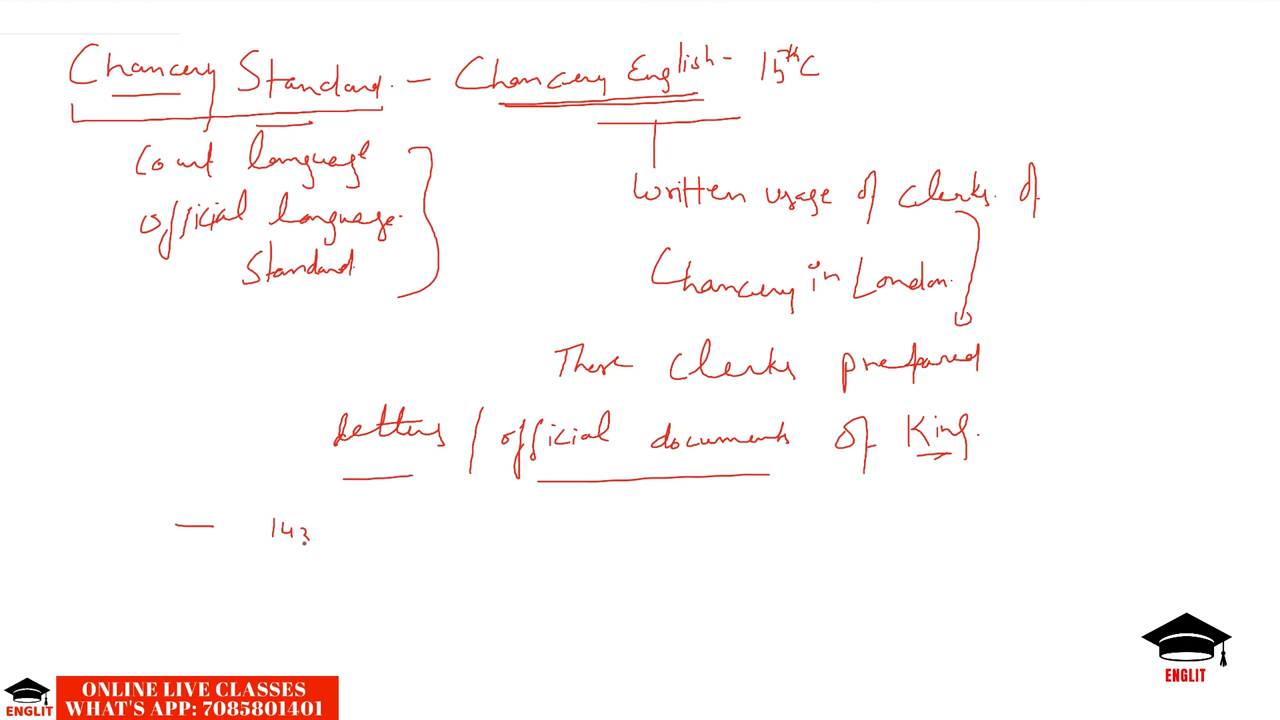 Chancery Standard. – Chancery English – 15th C
Court language
Official language.
Standard
Written usage of clerks. of
Chancery in London.
These clerks prepared
letters / official documents of King.
— 143
ENGLIT
ENGLIT
ONLINE LIVE CLASSES
WHAT'S APP: 7085801401